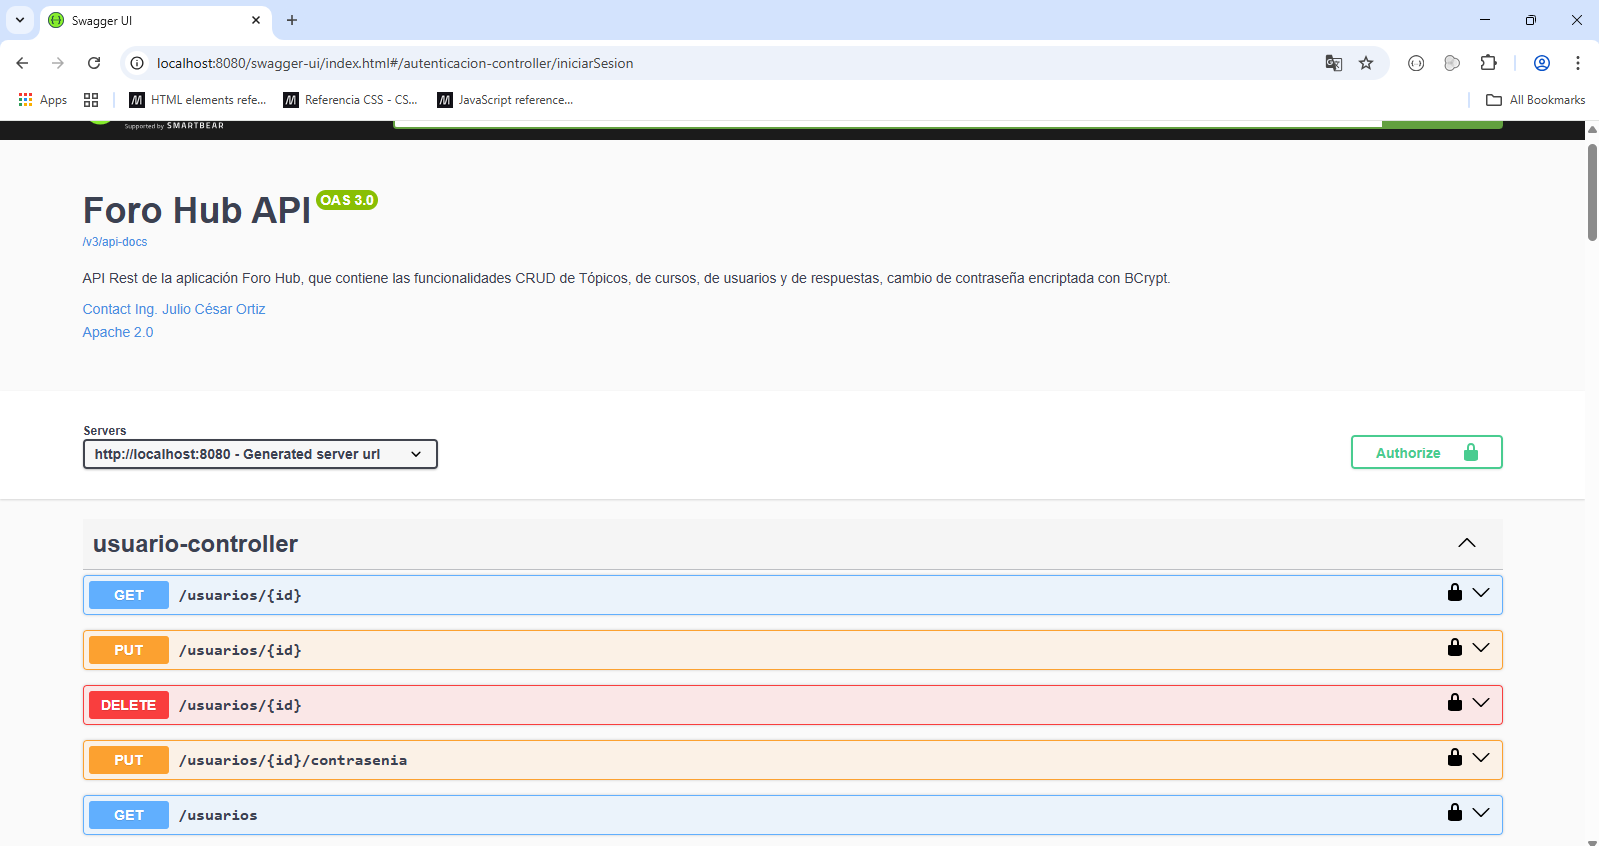 Swagger UI
localhost:8080/swagger-ui/index.html#/autenticacion-controller/iniciarSesion
Apps
HTML elements refe...
Referencia CSS - CS...
JavaScript reference...
All Bookmarks
Supported by SMARTBEAR
Foro Hub API OAS 3.0
/v3/api-docs
API Rest de la aplicación Foro Hub, que contiene las funcionalidades CRUD de Tópicos, de cursos, de usuarios y de respuestas, cambio de contraseña encriptada con BCrypt.
Contact Ing. Julio César Ortiz
Apache 2.0
Servers
http://localhost:8080 - Generated server url
Authorize
usuario-controller
GET /usuarios/{id}
PUT /usuarios/{id}
DELETE /usuarios/{id}
PUT /usuarios/{id}/contrasenia
GET /usuarios